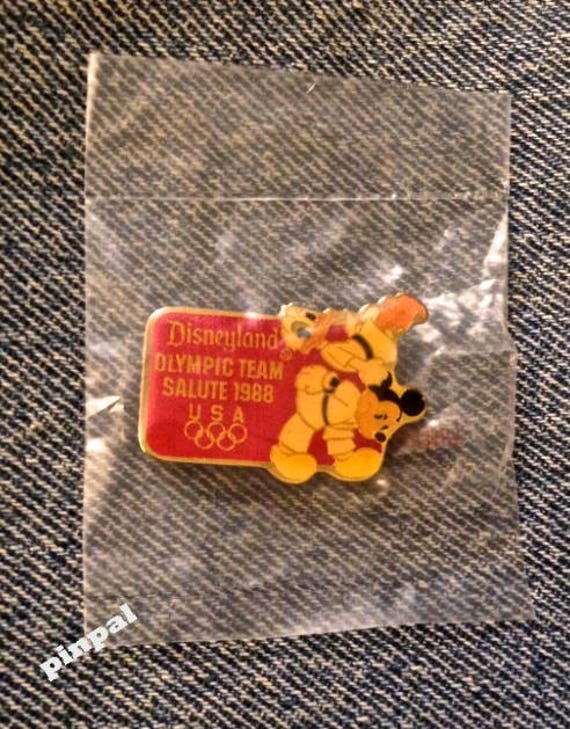 Disneyland®
OLYMPIC TEAM
SALUTE 1988
USA
pinpal